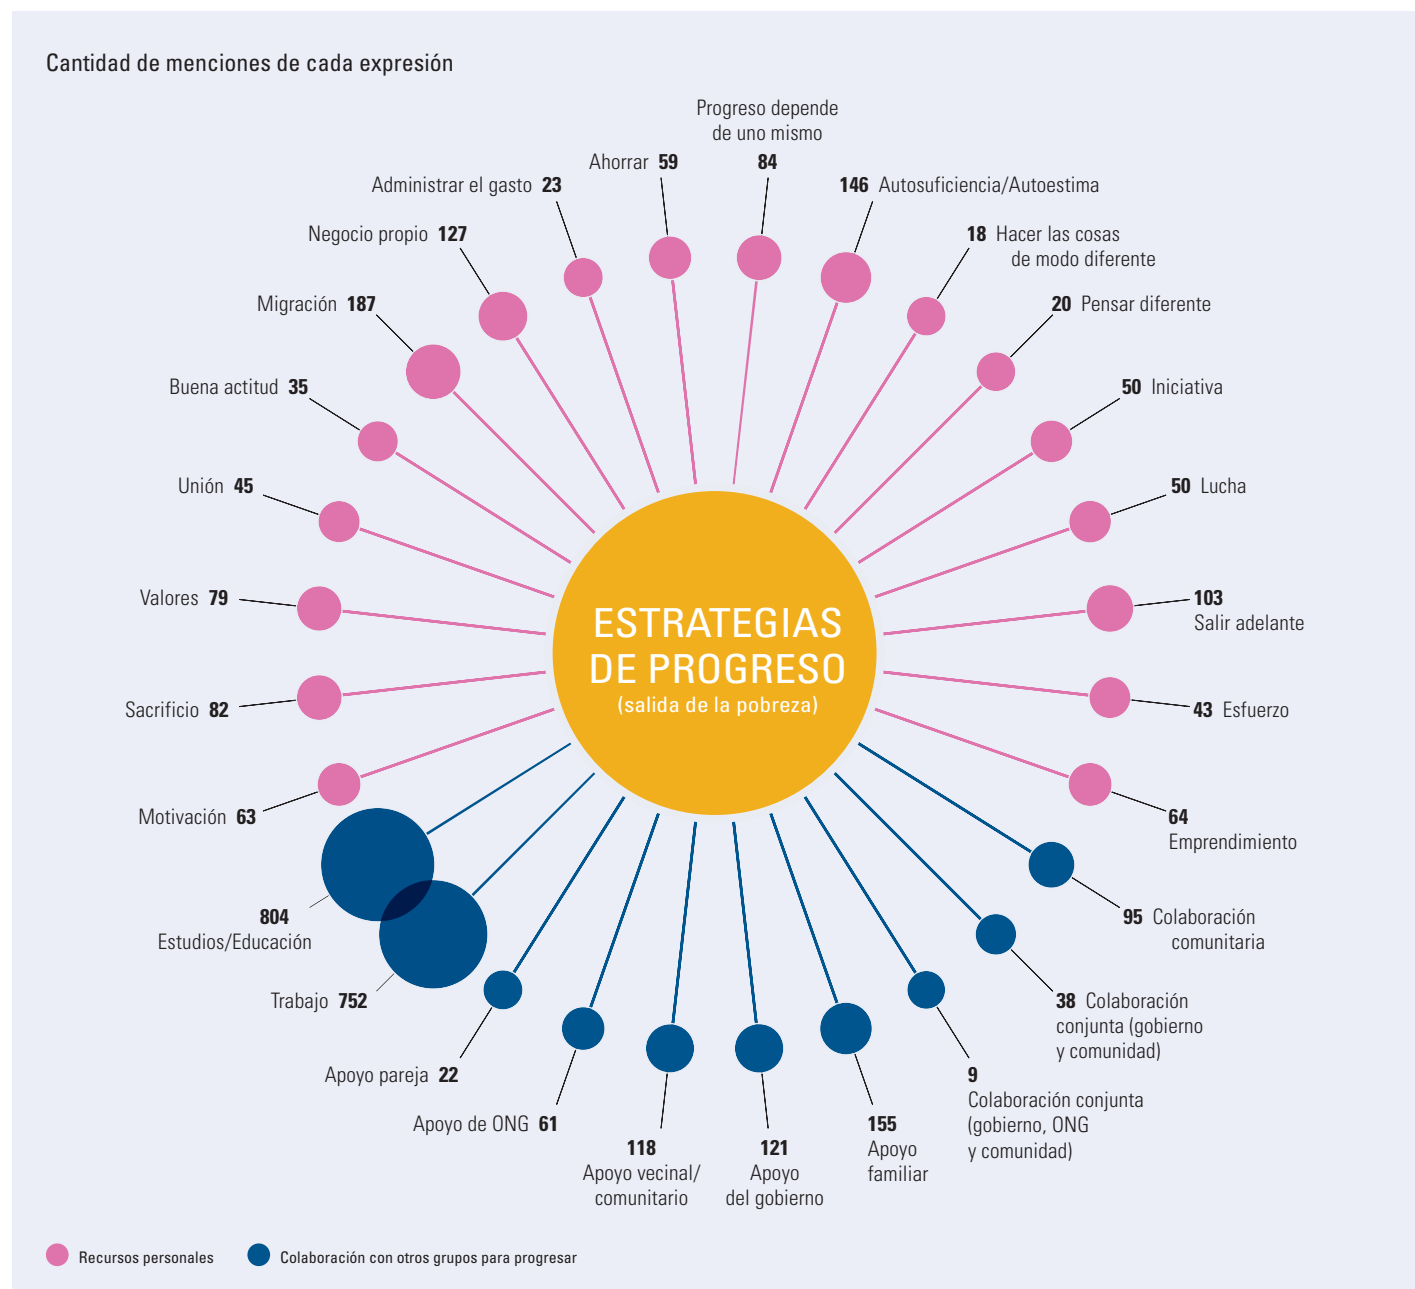 Cantidad de menciones de cada expresión
Progreso depende
de uno mismo
84
Ahorrar 59
Administrar el gasto 23
146 Autosuficiencia/Autoestima
Negocio propio 127
18 Hacer las cosas
de modo diferente
Migración 187
20 Pensar diferente
Buena actitud 35
50 Iniciativa
Unión 45
50 Lucha
Valores 79
103
Salir adelante
ESTRATEGIAS
DE PROGRESO
(salida de la pobreza)
Sacrificio 82
43 Esfuerzo
Motivación 63
64
Emprendimiento
804
Estudios/Educación
95 Colaboración
comunitaria
Trabajo 752
38 Colaboración
conjunta (gobierno
y comunidad)
Apoyo pareja 22
9
Colaboración conjunta
(gobierno, ONG
y comunidad)
Apoyo de ONG 61
118
Apoyo vecinal/
comunitario
121
Apoyo
del gobierno
155
Apoyo
familiar
Recursos personales
Colaboración con otros grupos para progresar